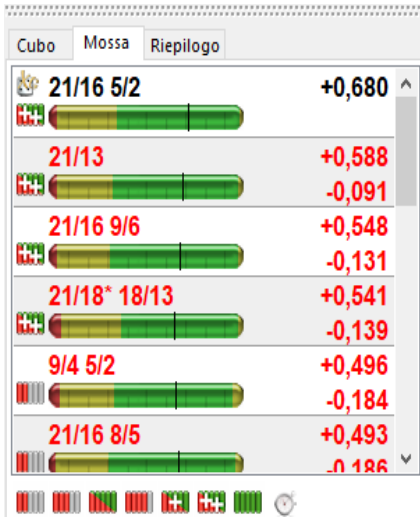 Cubo Mossa Riepilogo
21/16 5/2 +0,680
21/13 +0,588
-0,091
21/16 9/6 +0,548
-0,131
21/18* 18/13 +0,541
-0,139
9/4 5/2 +0,496
-0,184
21/16 8/5 +0,493
-0,186